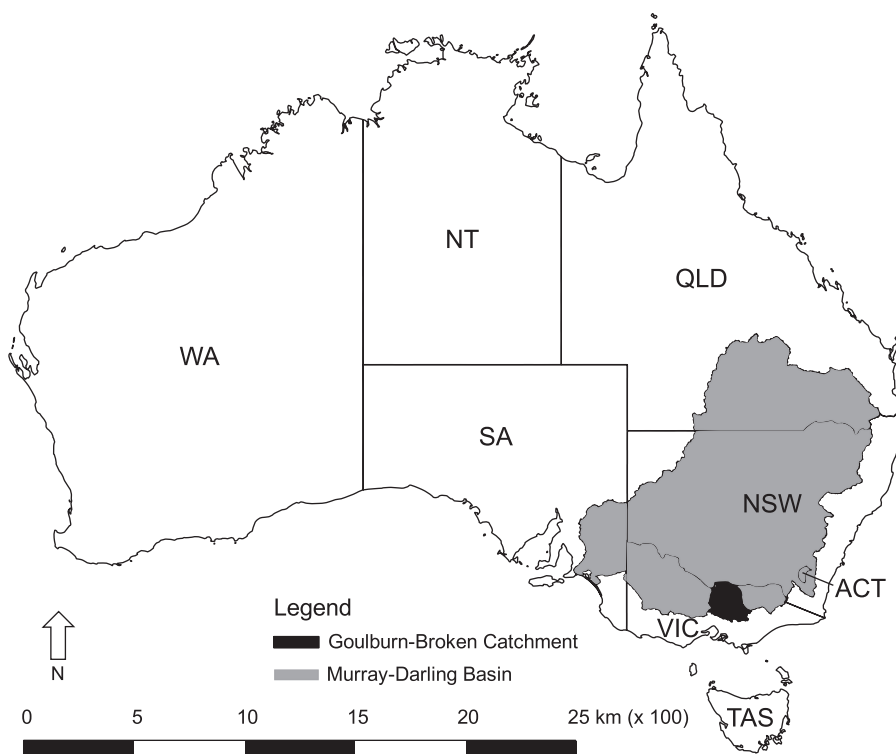 NT
QLD
WA
SA
NSW
ACT
Legend
Goulburn-Broken Catchment
VIC
Murray-Darling Basin
N
TAS
0 5 10 15 20 25 km (x 100)